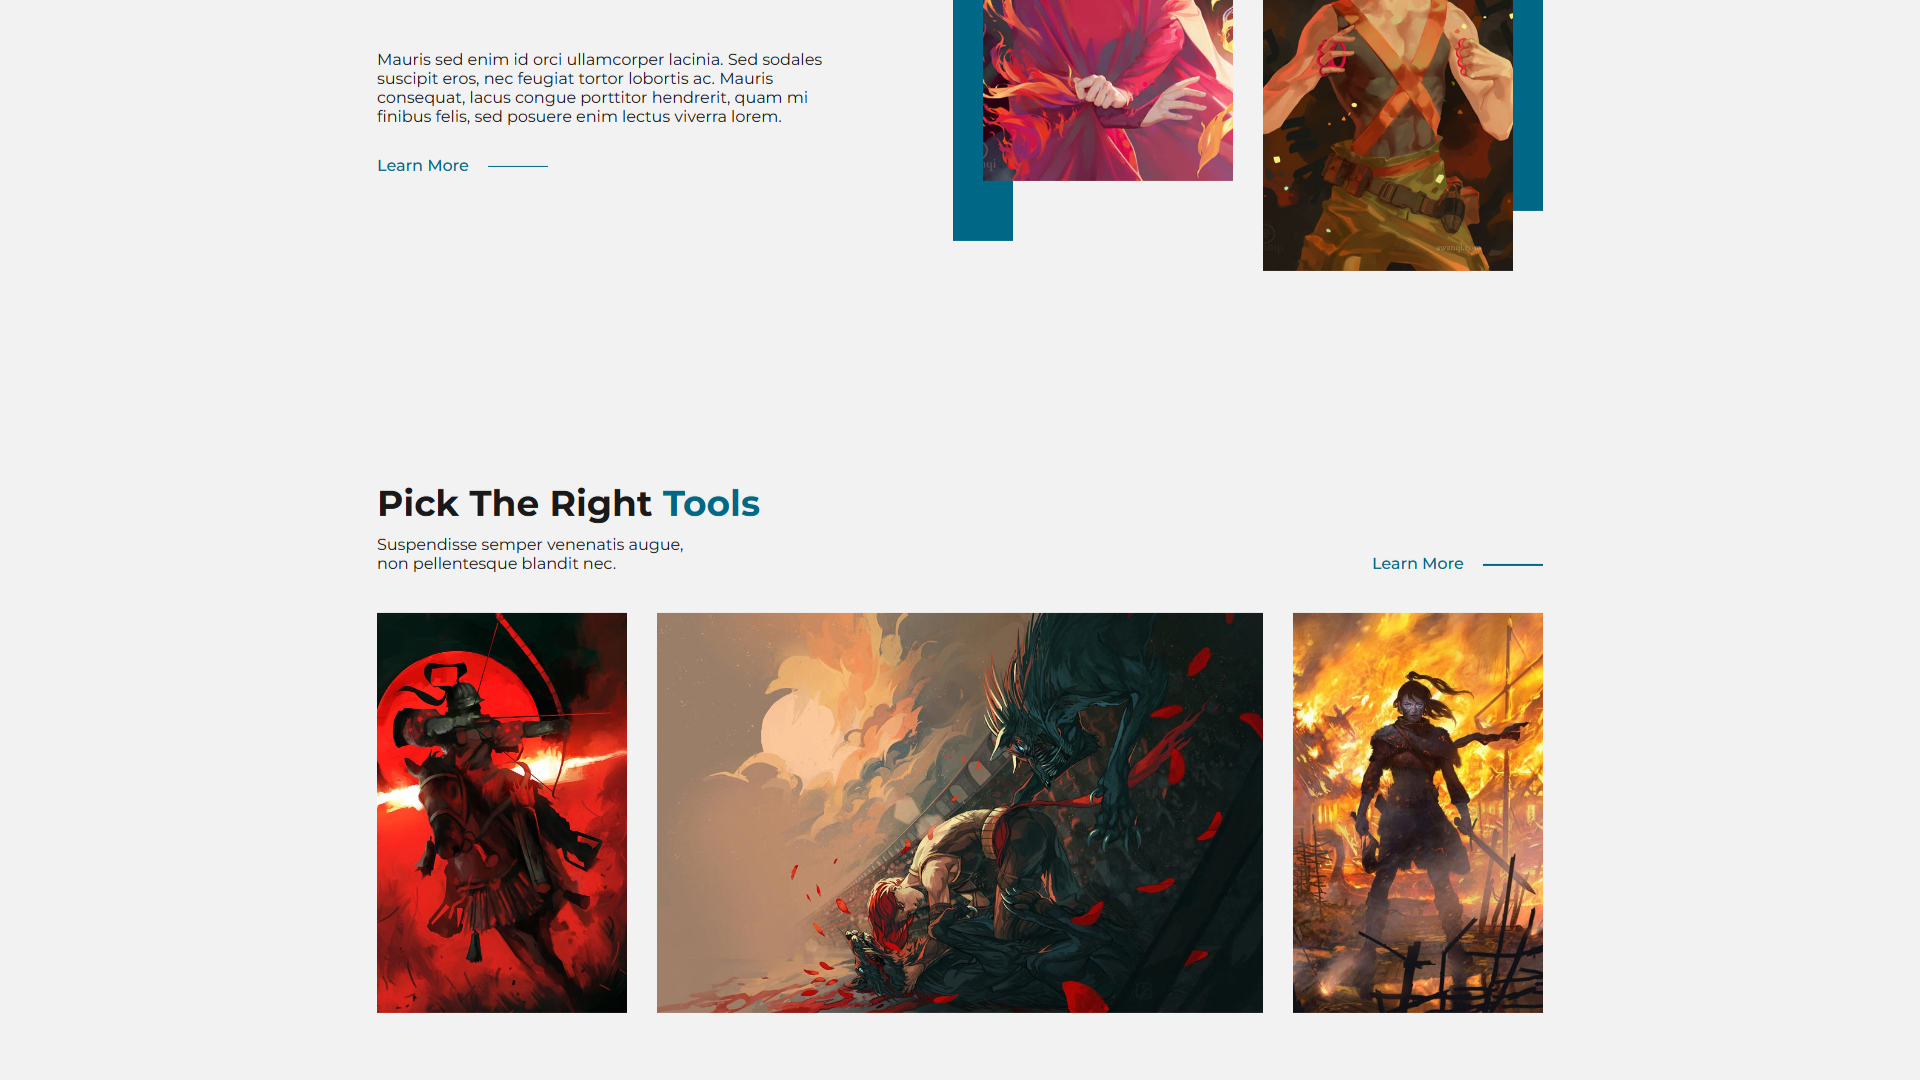 Mauris sed enim id orci ullamcorper lacinia. Sed sodales
suscipit eros, nec feugiat tortor lobortis ac. Mauris
consequat, lacus congue porttitor hendrerit, quam mi
finibus felis, sed posuere enim lectus viverra lorem.
Learn More
Pick The Right Tools
Suspendisse semper venenatis augue,
non pellentesque blandit nec.
Learn More